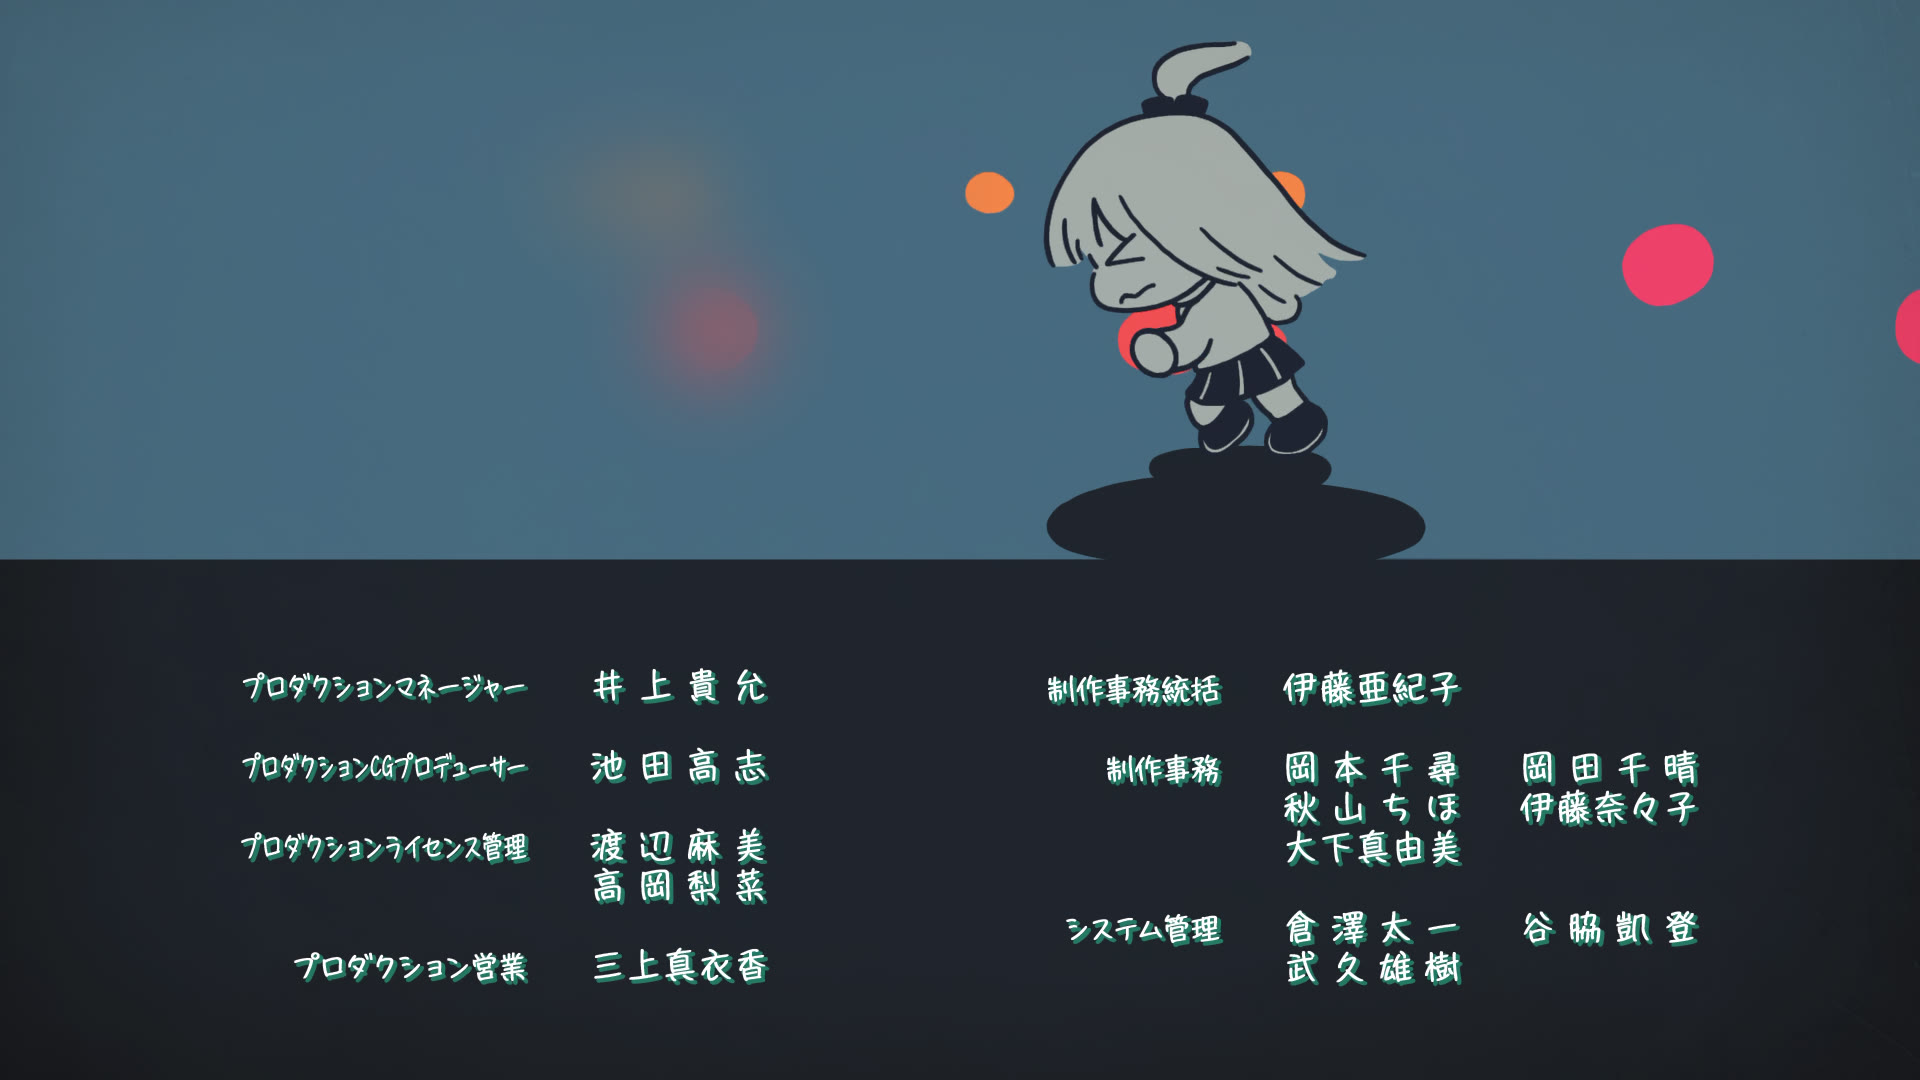 プロダクションマネージャー 井上貴允
プロダクションCGプロデューサー 池田高志
プロダクションライセンス管理 渡辺麻美
高岡梨菜
プロダクション営業 三上真衣香
制作事務統括 伊藤亜紀子
制作事務 岡本千尋 岡田千晴
秋山ちほ 伊藤奈々子
大下真由美
システム管理 倉澤太一 谷脇凱登
武久雄樹